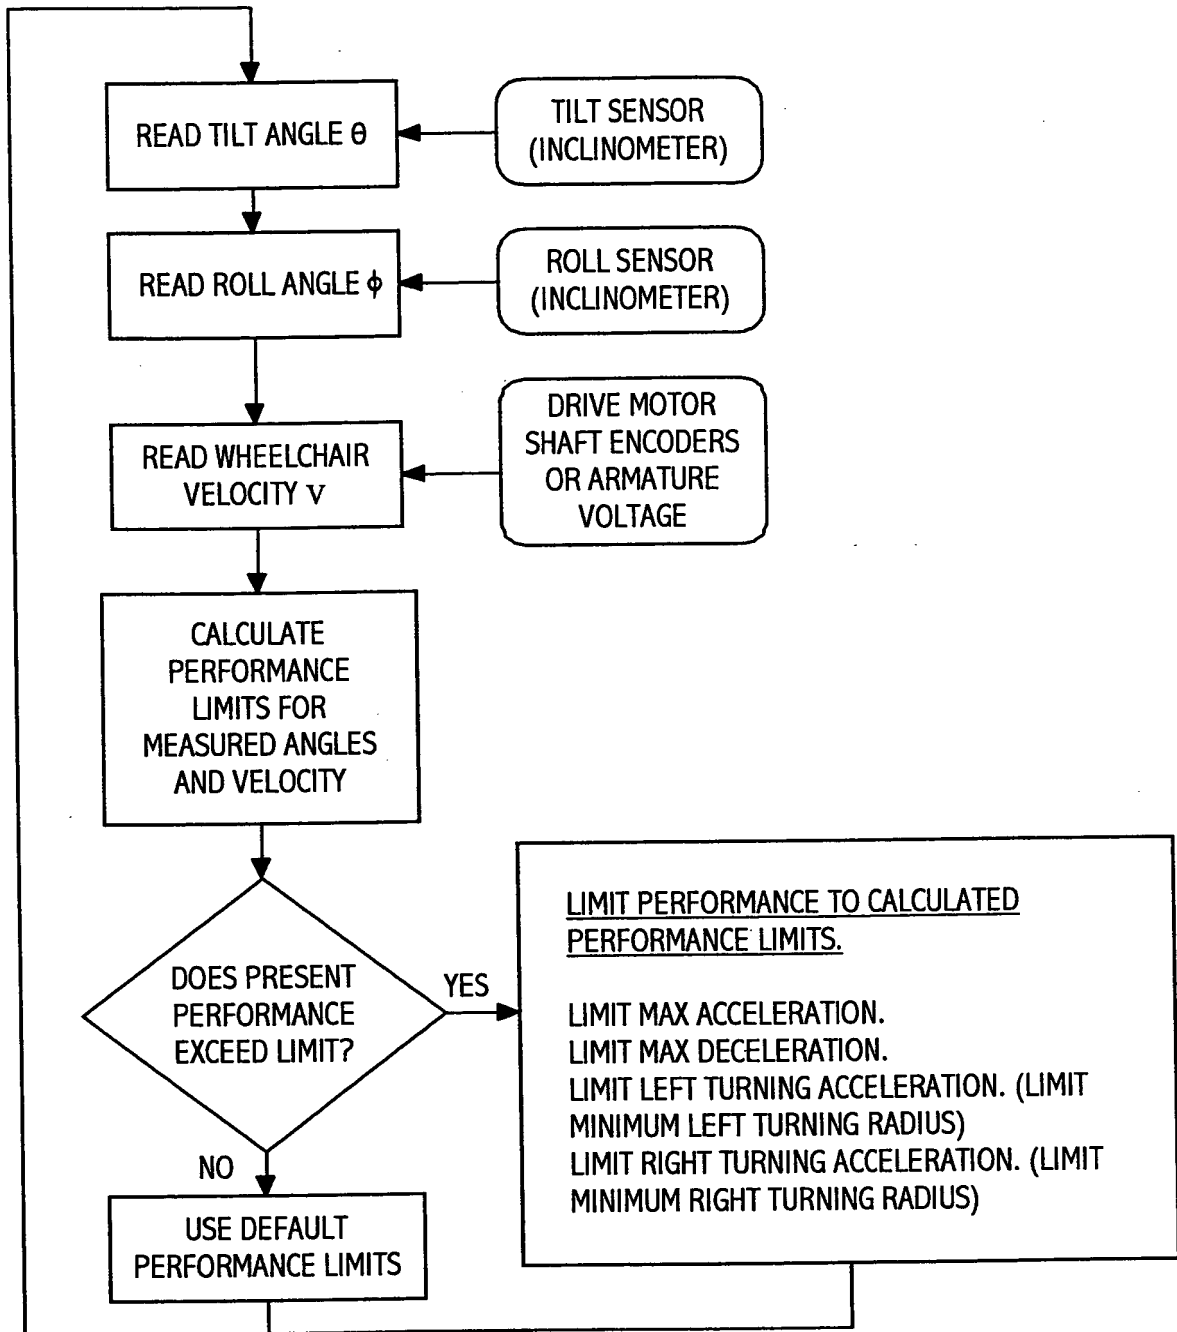 READ TILT ANGLE θ
TILT SENSOR
(INCLINOMETER)
READ ROLL ANGLE ϕ
ROLL SENSOR
(INCLINOMETER)
READ WHEELCHAIR
VELOCITY V
DRIVE MOTOR
SHAFT ENCODERS
OR ARMATURE
VOLTAGE
CALCULATE
PERFORMANCE
LIMITS FOR
MEASURED ANGLES
AND VELOCITY
DOES PRESENT
PERFORMANCE
EXCEED LIMIT?
YES
LIMIT PERFORMANCE TO CALCULATED
PERFORMANCE LIMITS.
LIMIT MAX ACCELERATION.
LIMIT MAX DECELERATION.
LIMIT LEFT TURNING ACCELERATION. (LIMIT
MINIMUM LEFT TURNING RADIUS)
LIMIT RIGHT TURNING ACCELERATION. (LIMIT
MINIMUM RIGHT TURNING RADIUS)
NO
USE DEFAULT
PERFORMANCE LIMITS